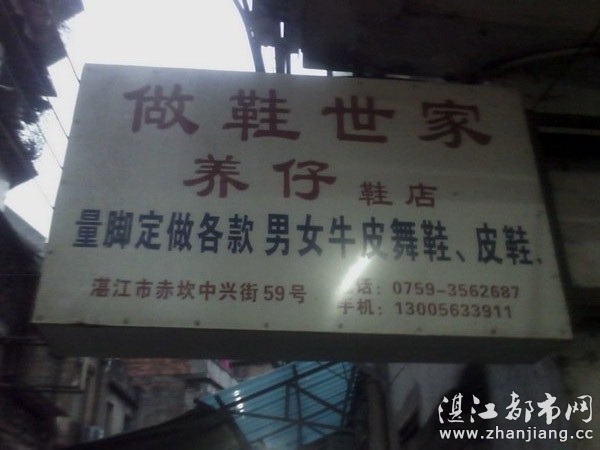 做鞋世家
养仔 鞋店
量脚定做各款 男女牛皮舞鞋、皮鞋.
湛江市赤坎中兴街59号
话: 0759-3562687
手机: 13005633911
湛江都市网
www.zhanjiang.cc